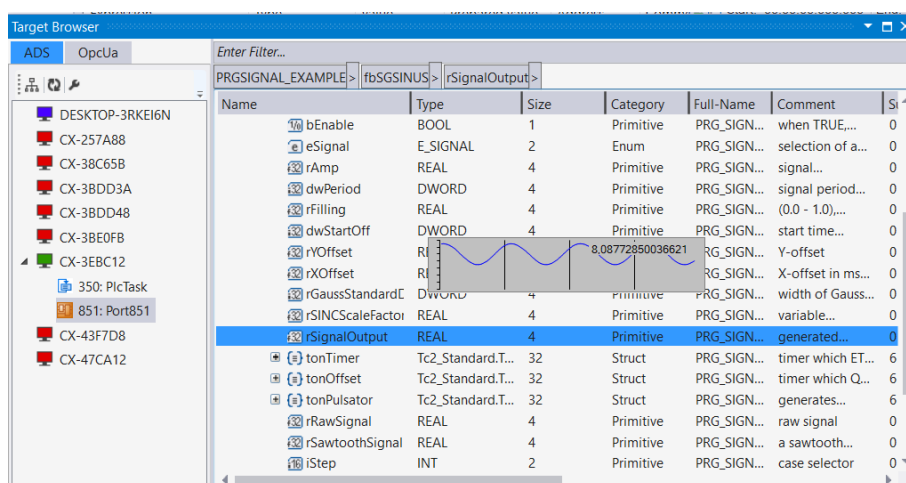 Target Browser
ADS OpcUa
Enter Filter...
PRGSIGNAL_EXAMPLE> fbSGSINUS> rSignalOutput>
DESKTOP-3RKEI6N
CX-257A88
CX-38C65B
CX-3BDD3A
CX-3BDD48
CX-3BE0FB
CX-3EBC12
350: PlcTask
851: Port851
CX-43F7D8
CX-47CA12
Name Type Size Category Full-Name Comment
bEnable BOOL 1 Primitive PRG_SIGN... when TRUE,... 0
eSignal E_SIGNAL 2 Enum PRG_SIGN... selection of a... 0
rAmp REAL 4 Primitive PRG_SIGN... signal... 0
dwPeriod DWORD 4 Primitive PRG_SIGN... signal period... 0
rFilling REAL 4 Primitive PRG_SIGN... (0.0 - 1.0),... 0
dwStartOff DWORD 4 Primitive PRG_SIGN... start time... 0
rYOffset 8.08772850036621 RG_SIGN... Y-offset 0
rXOffset RG_SIGN... X-offset in ms... 0
rGaussStandardD DWORD 4 Primitive PRG_SIGN... width of Gauss... 0
rSINCScaleFactor REAL 4 Primitive PRG_SIGN... variable... 0
rSignalOutput REAL 4 Primitive PRG_SIGN... generated... 0
tonTimer Tc2_Standard.T... 32 Struct PRG_SIGN... timer which ET... 6
tonOffset Tc2_Standard.T... 32 Struct PRG_SIGN... timer which Q... 6
tonPulsator Tc2_Standard.T... 32 Struct PRG_SIGN... generates... 6
rRawSignal REAL 4 Primitive PRG_SIGN... raw signal 0
rSawtoothSignal REAL 4 Primitive PRG_SIGN... a sawtooth... 0
iStep INT 2 Primitive PRG_SIGN... case selector 0